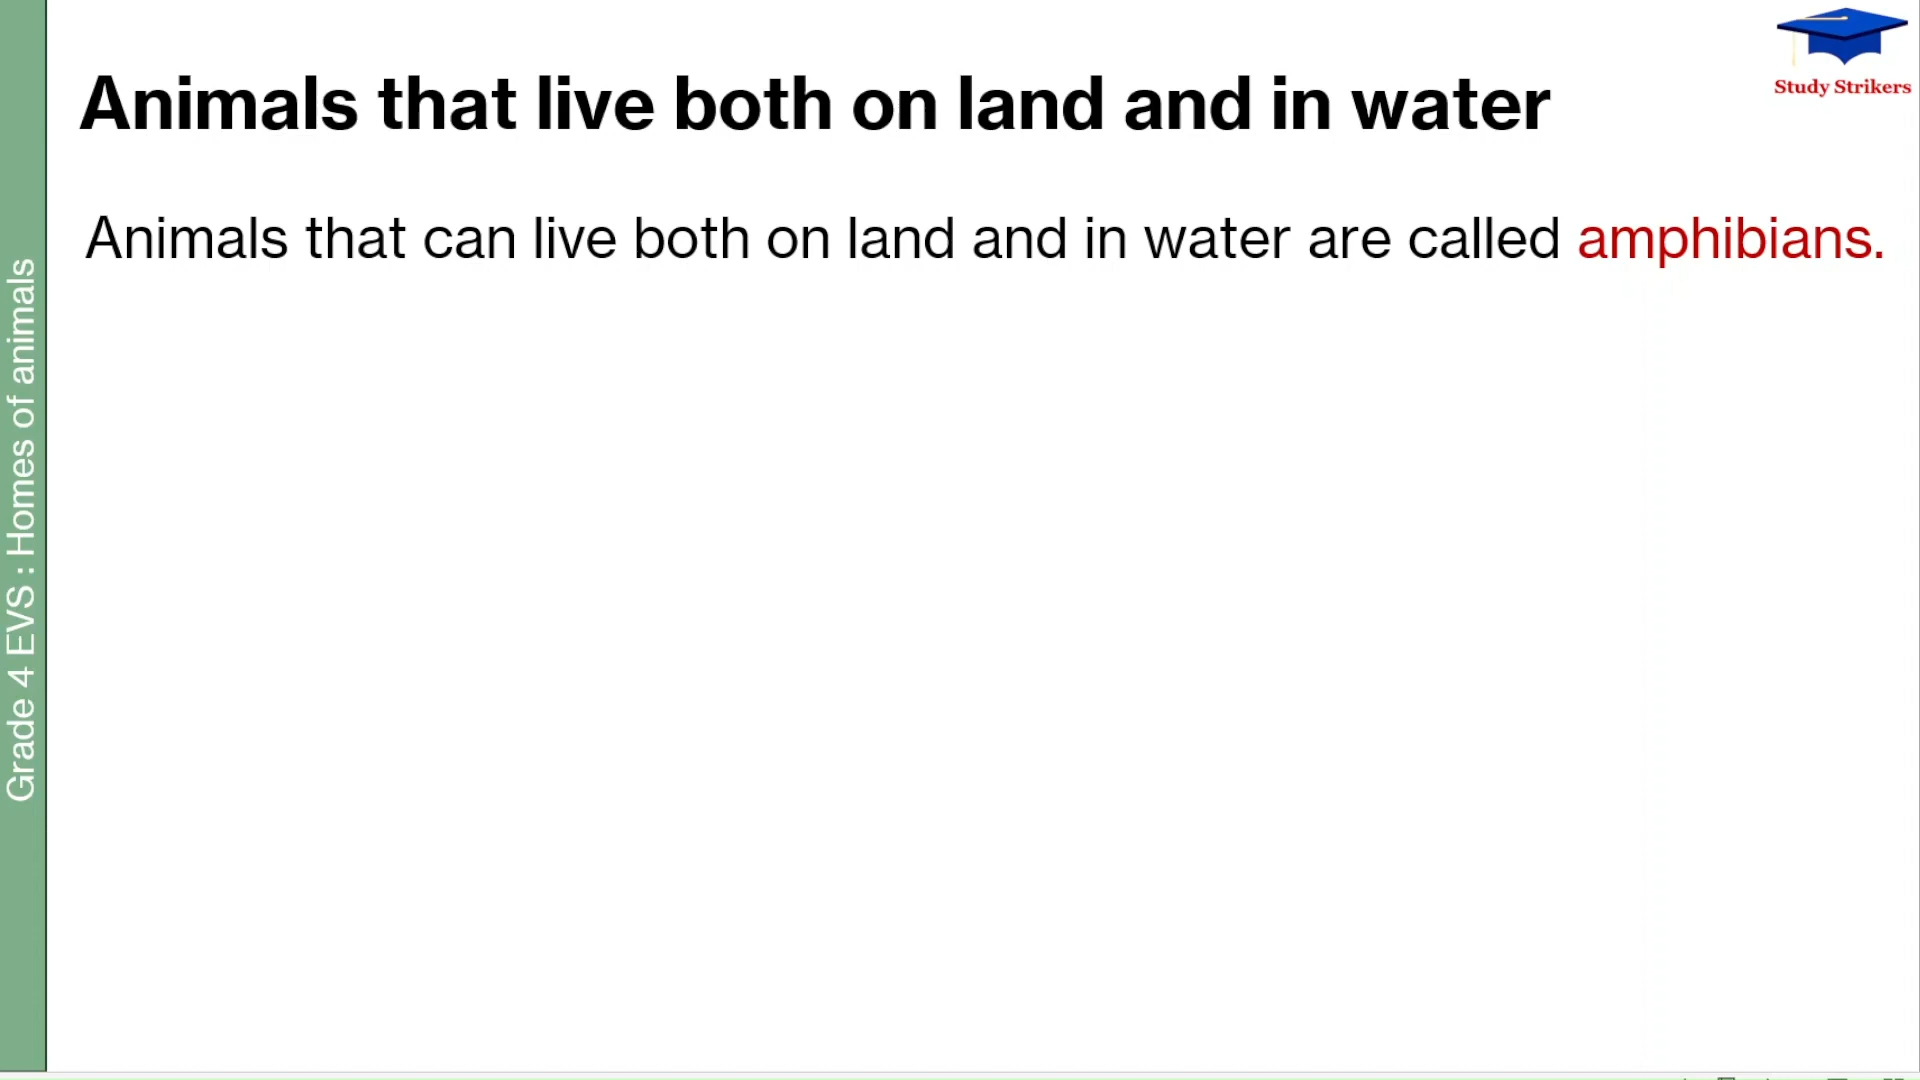 Study Strikers
Animals that live both on land and in water
Animals that can live both on land and in water are called amphibians.
Grade 4 EVS : Homes of animals